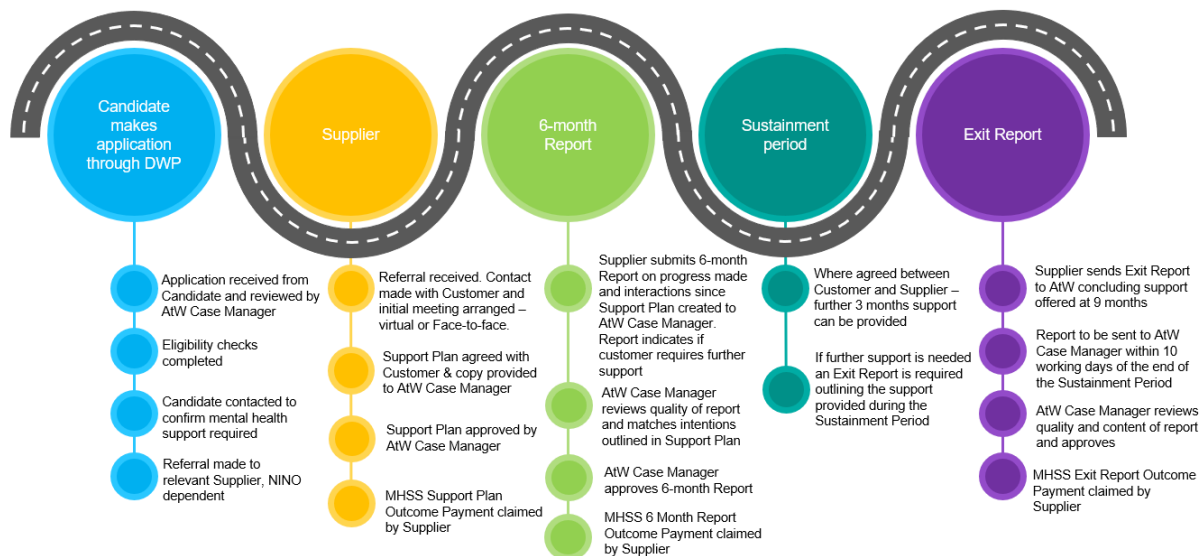 Candidate
makes
application
through DWP
Supplier
6-month
Report
Sustainment
period
Exit Report
Application received from
Candidate and reviewed by
AtW Case Manager
Eligibility checks
completed
Candidate contacted to
confirm mental health
support required
Referral made to
relevant Supplier, NINO
dependent
Referral received. Contact
made with Customer and
initial meeting arranged –
virtual or Face-to-face.
Support Plan agreed with
Customer & copy provided
to AtW Case Manager
Support Plan approved by
AtW Case Manager
MHSS Support Plan
Outcome Payment claimed
by Supplier
Supplier submits 6-month
Report on progress made
and interactions since
Support Plan created to
AtW Case Manager.
Report indicates if
customer requires further
support
AtW Case Manager
reviews quality of report
and matches intentions
outlined in Support Plan
AtW Case Manager
approves 6-month Report
MHSS 6 Month Report
Outcome Payment claimed
by Supplier
Where agreed between
Customer and Supplier –
further 3 months support
can be provided
If further support is needed
an Exit Report is required
outlining the support
provided during the
Sustainment Period
Supplier sends Exit Report
to AtW concluding support
offered at 9 months
Report to be sent to AtW
Case Manager within 10
working days of the end of
the Sustainment Period
AtW Case Manager reviews
quality and content of report
and approves
MHSS Exit Report Outcome
Payment claimed by
Supplier